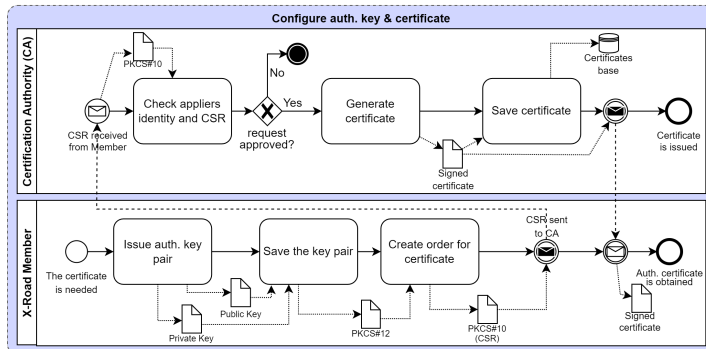 Configure auth. key & certificate
Certification Authority (CA)
PKCS#10
CSR received
from Member
Check appliers
identity and CSR
No
Yes
request
approved?
Generate
certificate
Signed
certificate
Save certificate
Certificates
base
Certificate
is issued
X-Road Member
The certificate
is needed
Issue auth. key
pair
Private Key
Public Key
Save the key pair
PKCS#12
Create order for
certificate
PKCS#10
(CSR)
CSR sent
to CA
Signed
certificate
Auth. certificate
is obtained